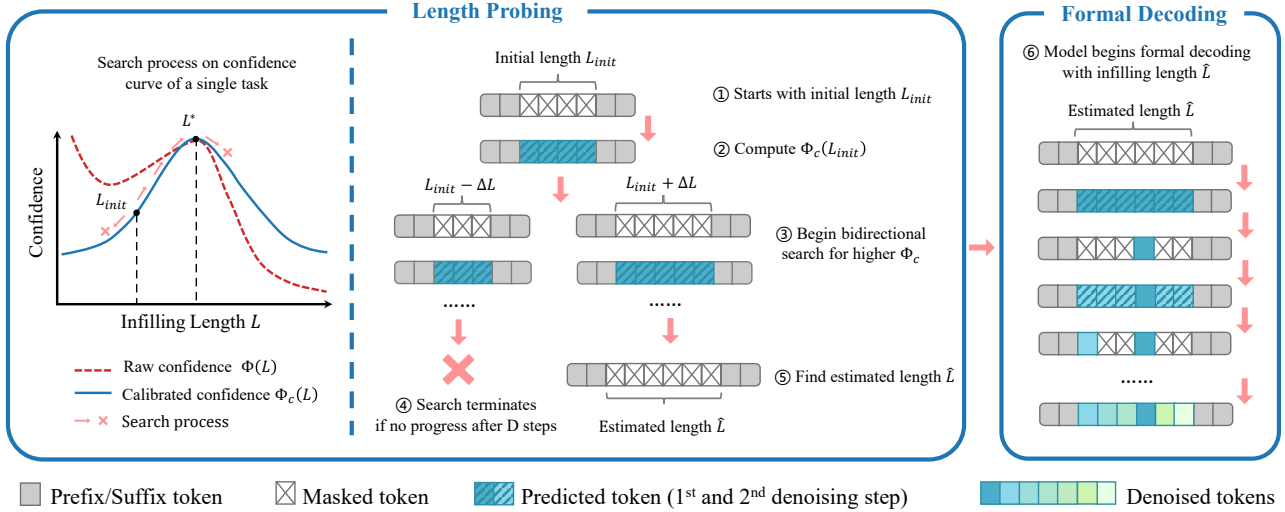 Length Probing
Search process on confidence
curve of a single task
L*
L_init
Confidence
Infilling Length L
Raw confidence Φ(L)
Calibrated confidence Φ_c(L)
Search process
Initial length L_init
① Starts with initial length L_init
② Compute Φ_c(L_init)
L_init − ΔL
L_init + ΔL
③ Begin bidirectional
search for higher Φ_c
......
......
④ Search terminates
if no progress after D steps
⑤ Find estimated length L̂
Estimated length L̂
Formal Decoding
⑥ Model begins formal decoding
with infilling length L̂
Estimated length L̂
......
Prefix/Suffix token
Masked token
Predicted token (1st and 2nd denoising step)
Denoised tokens